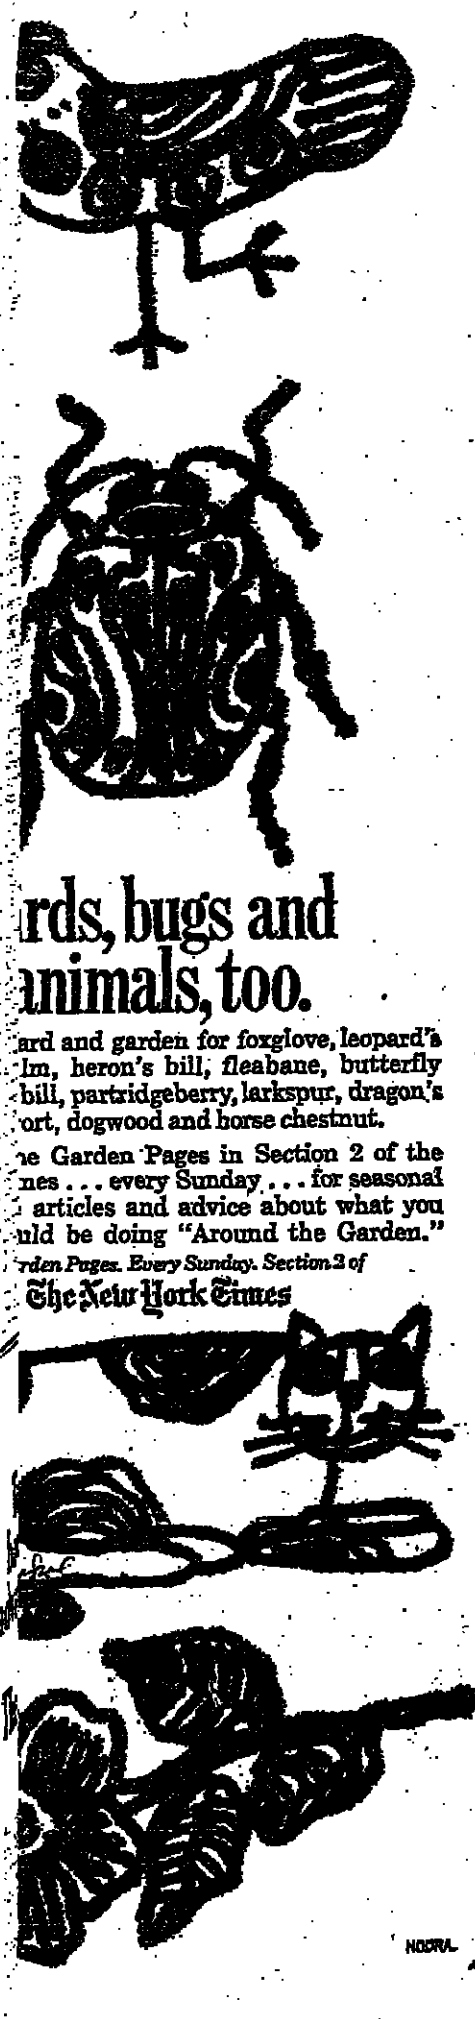 rds, bugs and
animals, too.
ard and garden for foxglove, leopard's
lm, heron's bill, fleabane, butterfly
bill, partridgeberry, larkspur, dragon's
ort, dogwood and horse chestnut.
e Garden Pages in Section 2 of the
nes . . . every Sunday . . . for seasonal
articles and advice about what you
uld be doing "Around the Garden."
rden Pages. Every Sunday. Section 2 of
The New York Times